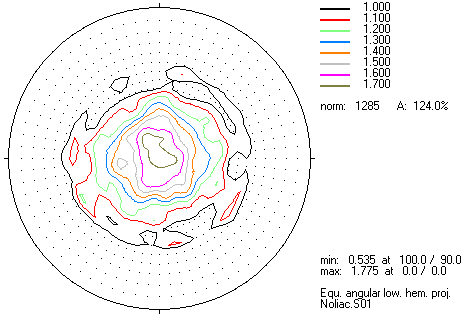 1.000
1.100
1.200
1.300
1.400
1.500
1.600
1.700
norm: 1285 A: 124.0%
min: 0.535 at 100.0 / 90.0
max: 1.775 at 0.0 / 0.0
Equ. angular low. hem. proj.
Noliac.S01